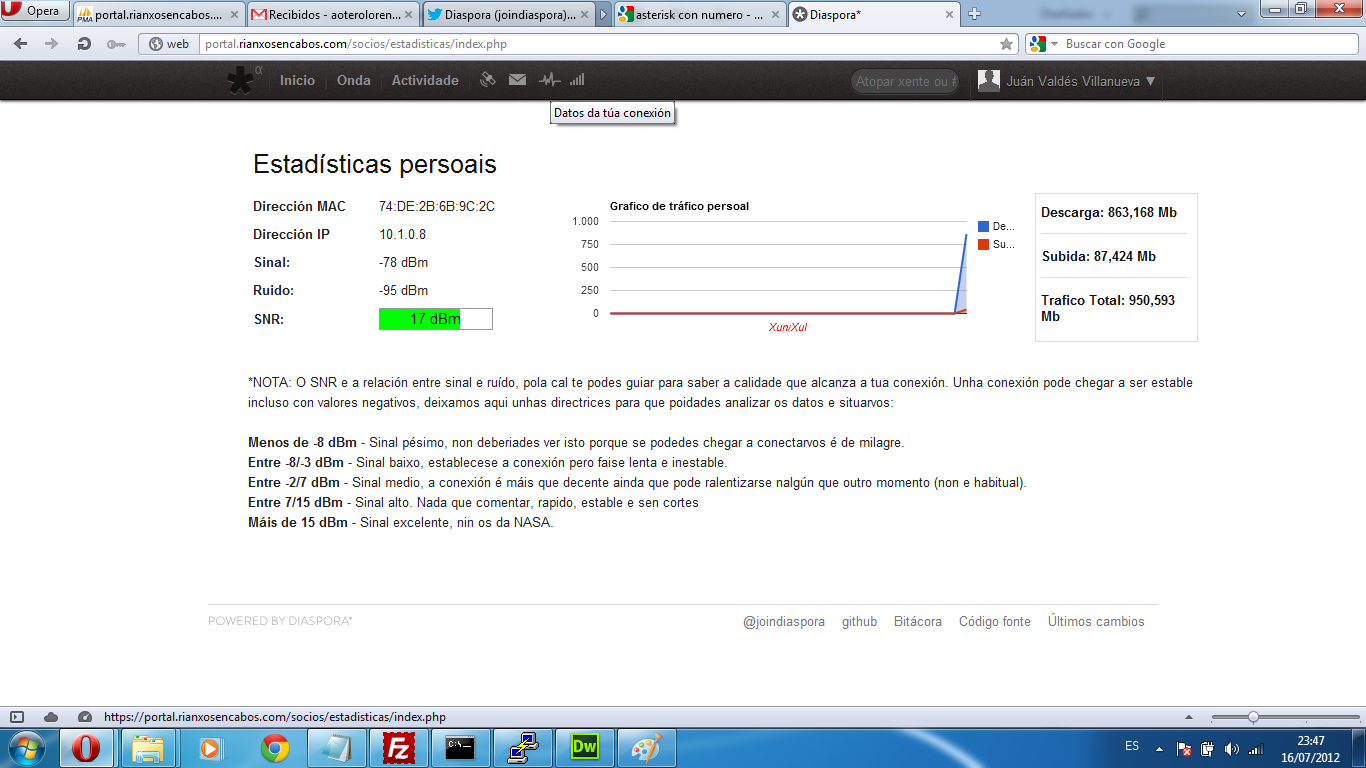 Opera
portal.rianxosencabos....
Recibidos - aoteroloren...
Diaspora (joindiaspora)...
asterisk con numero - ...
Diaspora*
web
portal.rianxosencabos.com/socios/estadisticas/index.php
Buscar con Google
α
Inicio
Onda
Actividade
Atopar xente ou #
Juán Valdés Villanueva ▼
Datos da túa conexión
Estadísticas persoais
Dirección MAC 74:DE:2B:6B:9C:2C
Dirección IP 10.1.0.8
Sinal: -78 dBm
Ruido: -95 dBm
SNR: 17 dBm
Grafico de tráfico persoal
1.000
750
500
250
0
Xun/Xul
De...
Su...
Descarga: 863,168 Mb
Subida: 87,424 Mb
Trafico Total: 950,593
Mb
*NOTA: O SNR e a relación entre sinal e ruído, pola cal te podes guiar para saber a calidade que alcanza a tua conexión. Unha conexión pode chegar a ser estable
incluso con valores negativos, deixamos aqui unhas directrices para que poidades analizar os datos e situarvos:
Menos de -8 dBm - Sinal pésimo, non deberiades ver isto porque se podedes chegar a conectarvos é de milagre.
Entre -8/-3 dBm - Sinal baixo, establecese a conexión pero faise lenta e inestable.
Entre -2/7 dBm - Sinal medio, a conexión é máis que decente ainda que pode ralentizarse nalgún que outro momento (non e habitual).
Entre 7/15 dBm - Sinal alto. Nada que comentar, rapido, estable e sen cortes
Máis de 15 dBm - Sinal excelente, nin os da NASA.
POWERED BY DIASPORA*
@joindiaspora
github
Bitácora
Código fonte
Últimos cambios
https://portal.rianxosencabos.com/socios/estadisticas/index.php
ES
23:47
16/07/2012